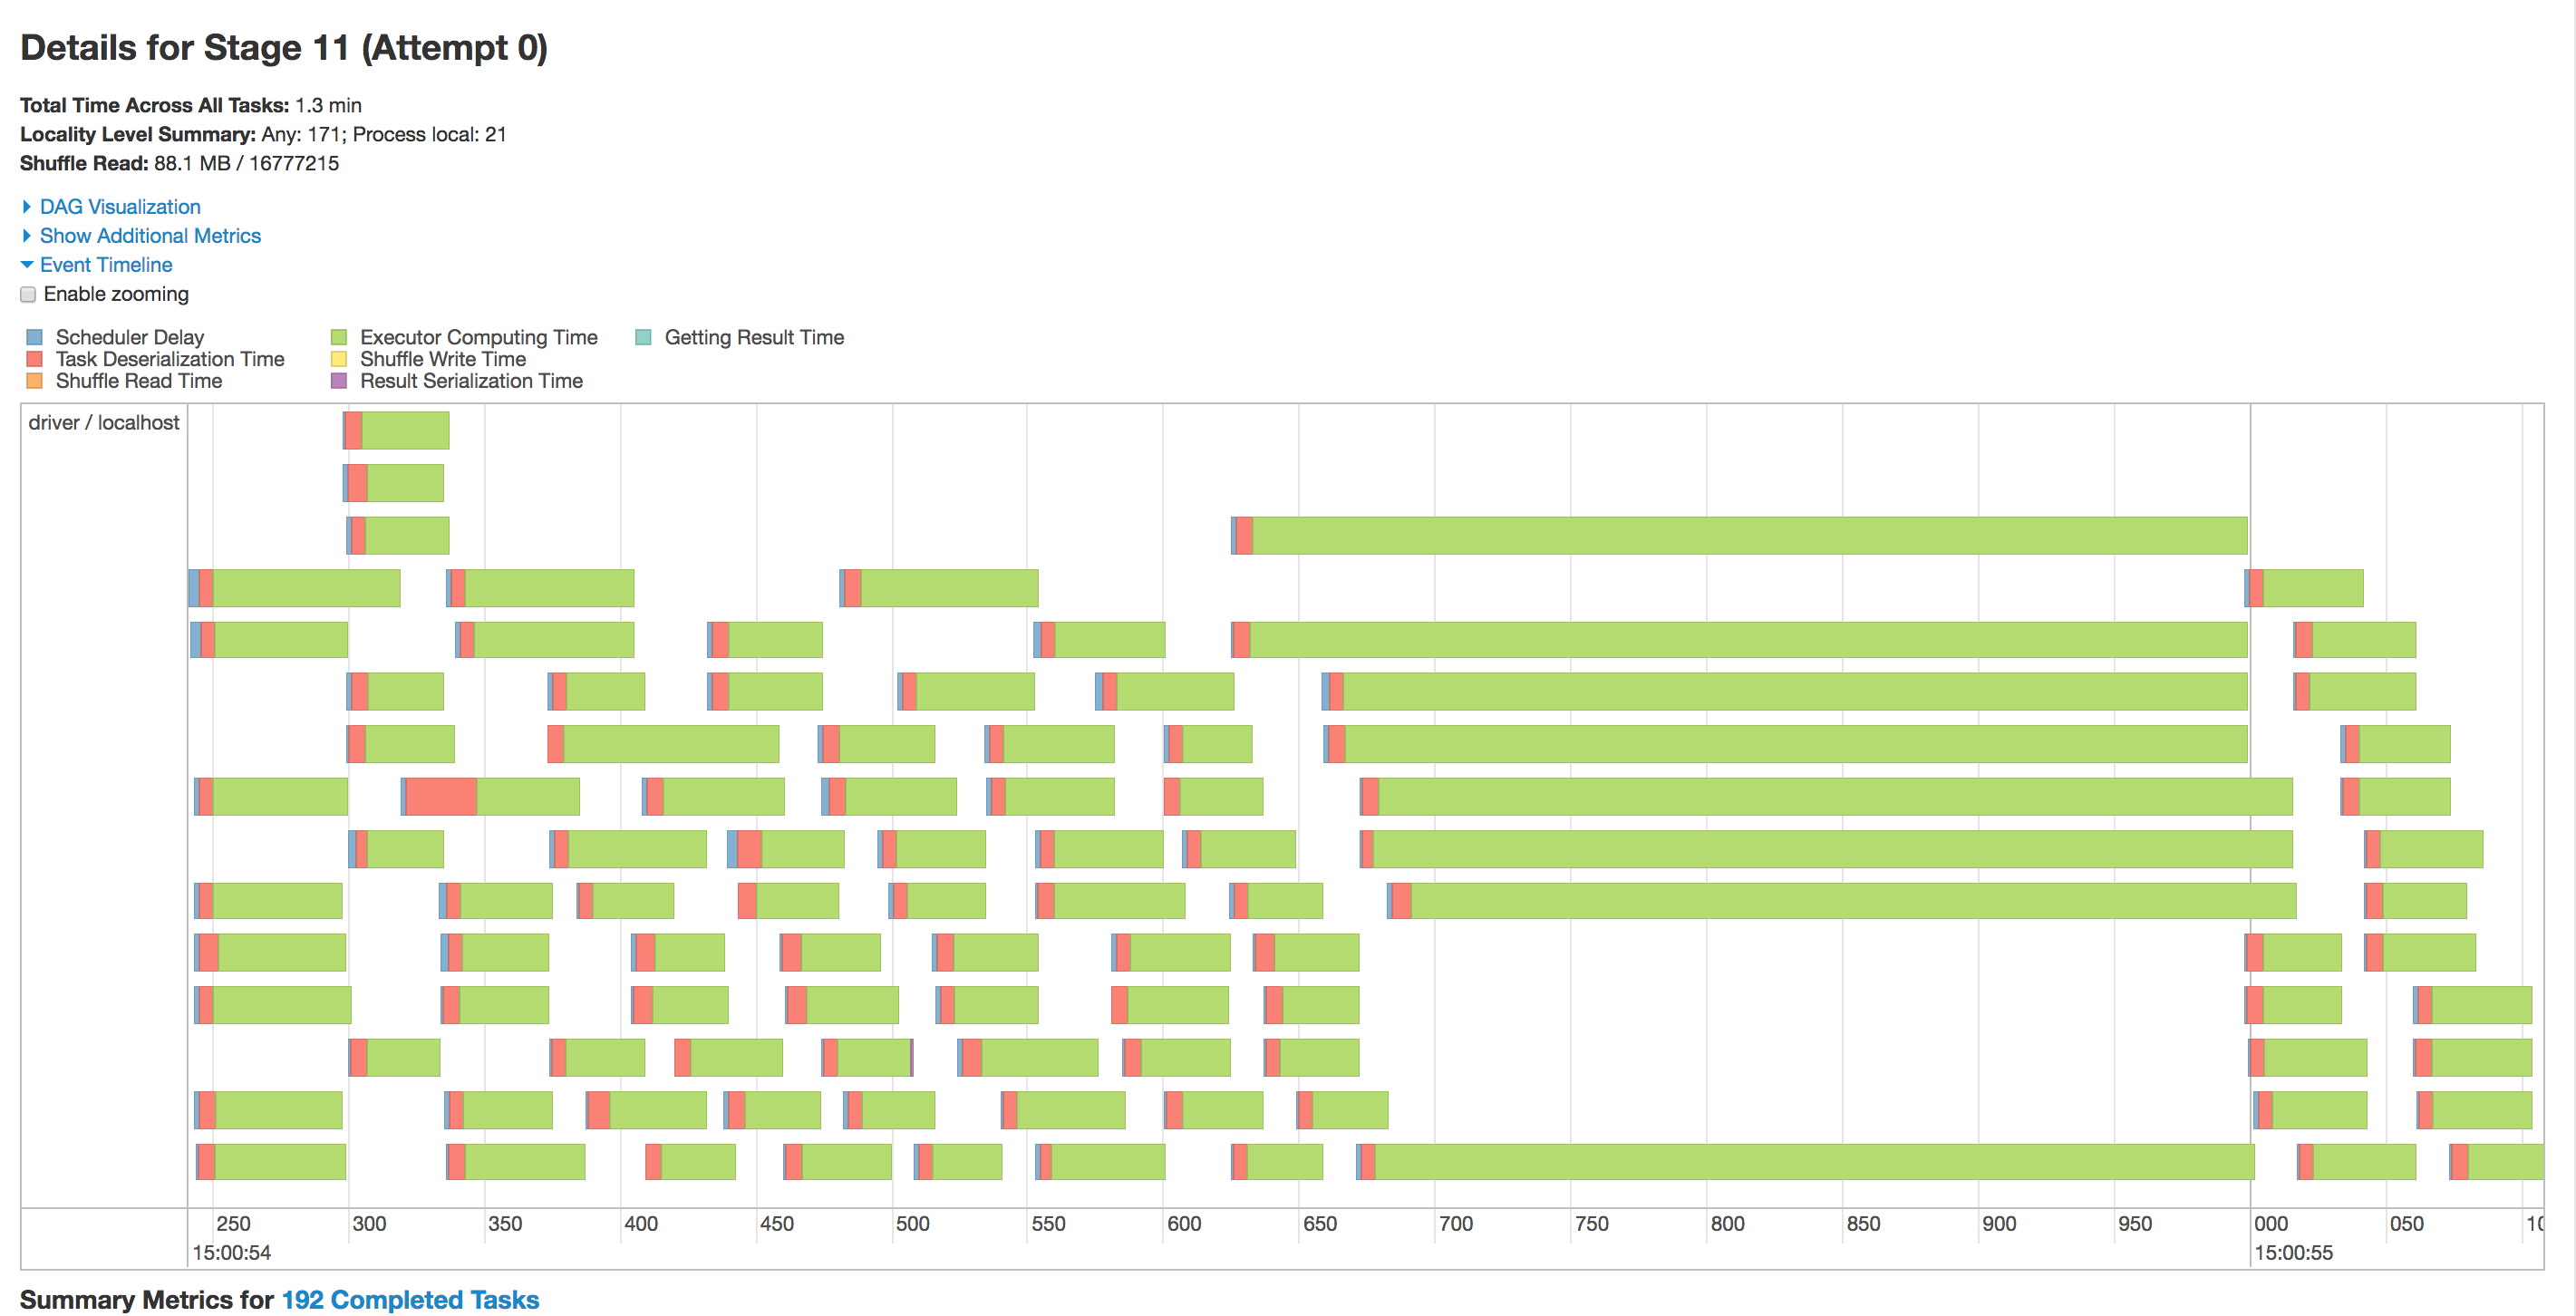 Details for Stage 11 (Attempt 0)
Total Time Across All Tasks: 1.3 min
Locality Level Summary: Any: 171; Process local: 21
Shuffle Read: 88.1 MB / 16777215
DAG Visualization
Show Additional Metrics
Event Timeline
Enable zooming
Scheduler Delay Executor Computing Time Getting Result Time
Task Deserialization Time Shuffle Write Time
Shuffle Read Time Result Serialization Time
driver / localhost
250 300 350 400 450 500 550 600 650 700 750 800 850 900 950 000 050
15:00:54 15:00:55
Summary Metrics for 192 Completed Tasks